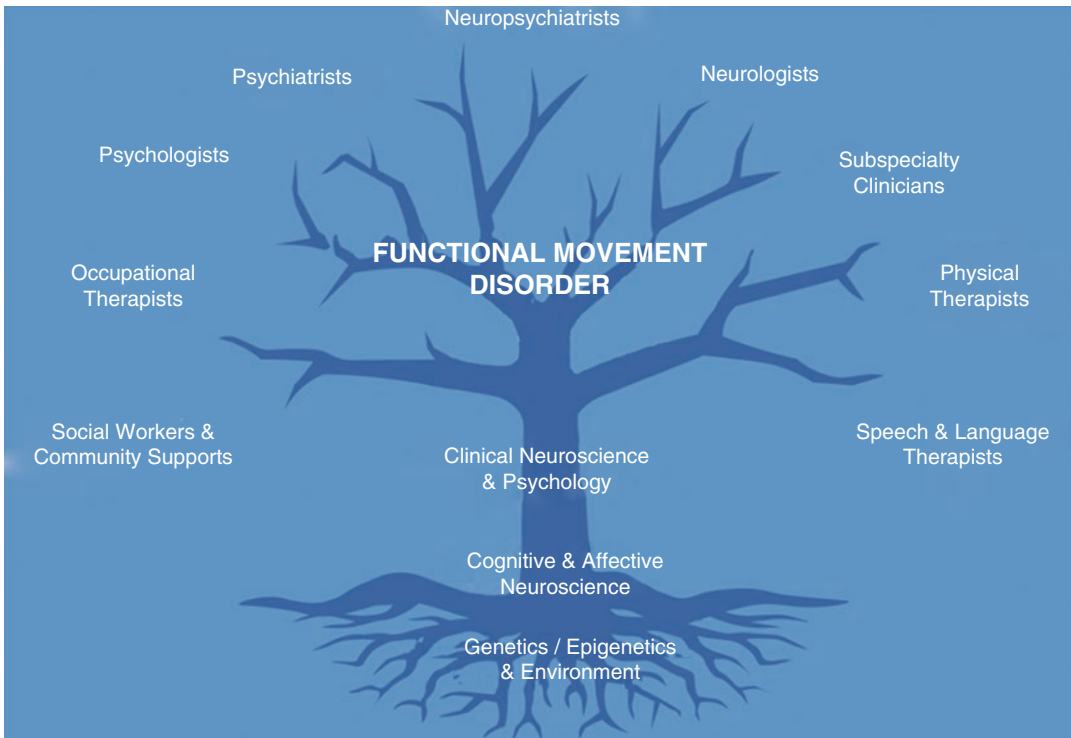 Neuropsychiatrists
Psychiatrists
Neurologists
Psychologists
Subspecialty
Clinicians
FUNCTIONAL MOVEMENT
DISORDER
Occupational
Therapists
Physical
Therapists
Social Workers &
Community Supports
Speech & Language
Therapists
Clinical Neuroscience
& Psychology
Cognitive & Affective
Neuroscience
Genetics / Epigenetics
& Environment